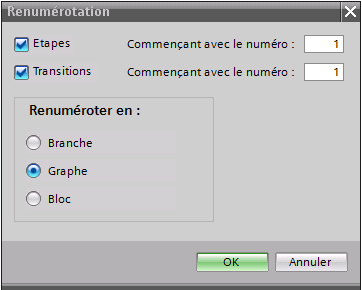 Renumérotation
Etapes Commençant avec le numéro : 1
Transitions Commençant avec le numéro : 1
Renuméroter en :
Branche
Graphe
Bloc
OK Annuler